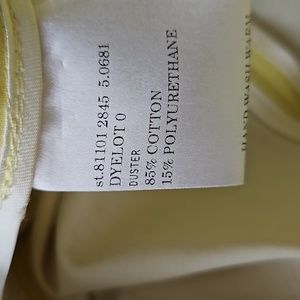 st.81101 2845 5.0681
DYELOT 0
DUSTER
85% COTTON
15% POLYURETHANE
HAND WASH WARM